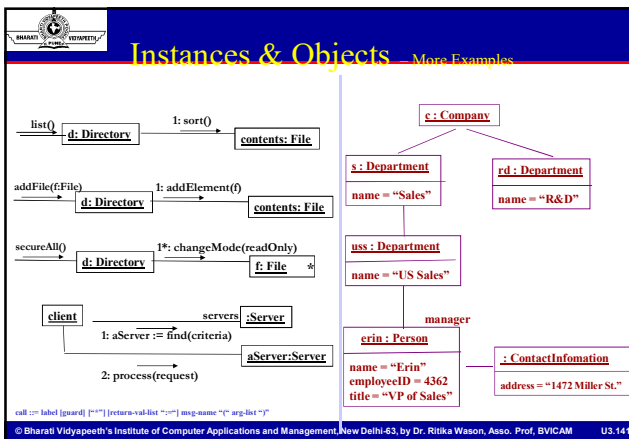 BHARATI VIDYAPEETH
PUNE
Instances & Objects – More Examples
list()
d: Directory
1: sort()
contents: File
addFile(f:File)
d: Directory
1: addElement(f)
contents: File
secureAll()
d: Directory
1*: changeMode(readOnly)
f: File *
client
servers
:Server
1: aServer := find(criteria)
aServer:Server
2: process(request)
call ::= label [guard] [“*”] [return-val-list “:=“] msg-name “(“ arg-list “)”
c : Company
s : Department
name = “Sales”
rd : Department
name = “R&D”
uss : Department
name = “US Sales”
manager
erin : Person
name = “Erin”
employeeID = 4362
title = “VP of Sales”
: ContactInfomation
address = “1472 Miller St.”
© Bharati Vidyapeeth’s Institute of Computer Applications and Management, New Delhi-63, by Dr. Ritika Wason, Asso. Prof, BVICAM U3.141